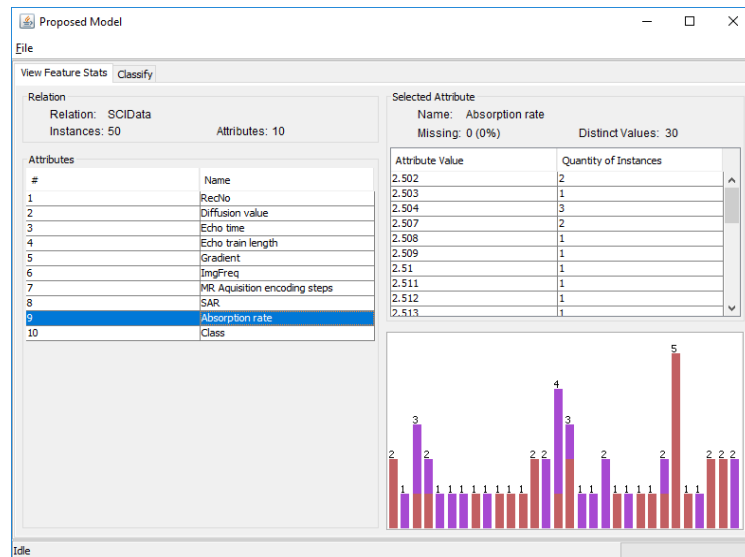 Proposed Model
File
View Feature Stats Classify
Relation
Relation: SCIData
Instances: 50 Attributes: 10
Attributes
# Name
1 RecNo
2 Diffusion value
3 Echo time
4 Echo train length
5 Gradient
6 ImgFreq
7 MR Aquisition encoding steps
8 SAR
9 Absorption rate
10 Class
Selected Attribute
Name: Absorption rate
Missing: 0 (0%) Distinct Values: 30
Attribute Value Quantity of Instances
2.502 2
2.503 1
2.504 3
2.507 2
2.508 1
2.509 1
2.51 1
2.511 1
2.512 1
2.513 1
2 1 3 2 1 1 1 1 1 1 1 1 2 2 4 3 1 1 2 1 1 1 1 2 5 1 1 2 2 2
Idle